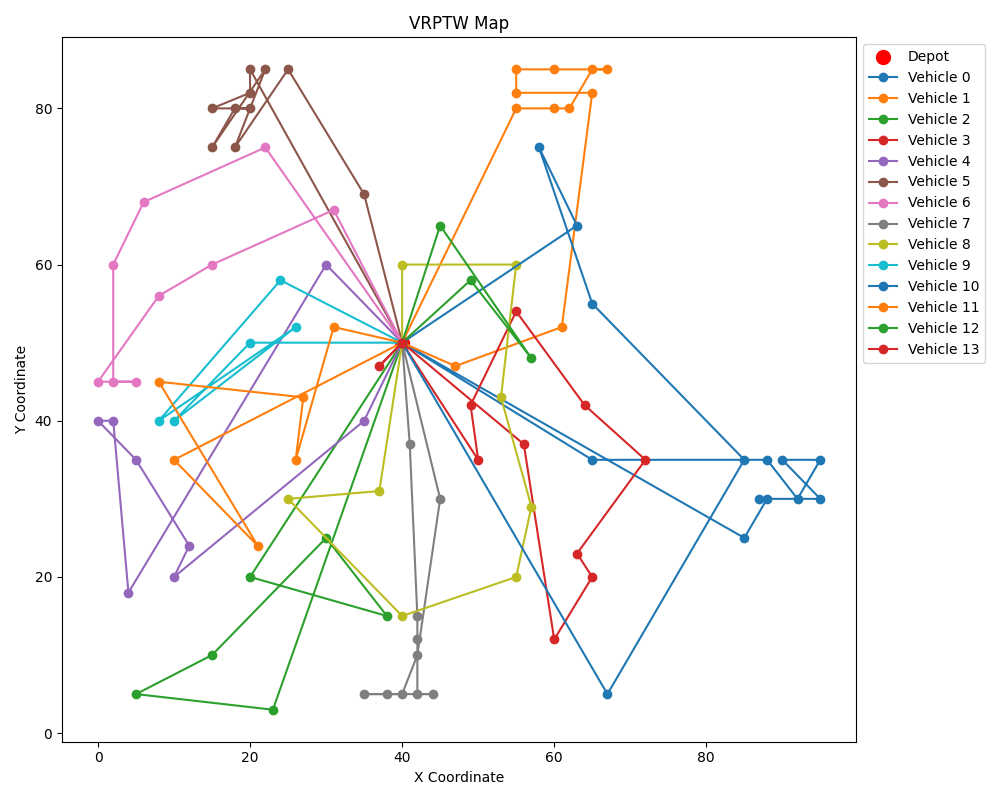 VRPTW Map
Y Coordinate
80
60
40
20
0
0
20
40
60
80
X Coordinate
Depot
Vehicle 0
Vehicle 1
Vehicle 2
Vehicle 3
Vehicle 4
Vehicle 5
Vehicle 6
Vehicle 7
Vehicle 8
Vehicle 9
Vehicle 10
Vehicle 11
Vehicle 12
Vehicle 13